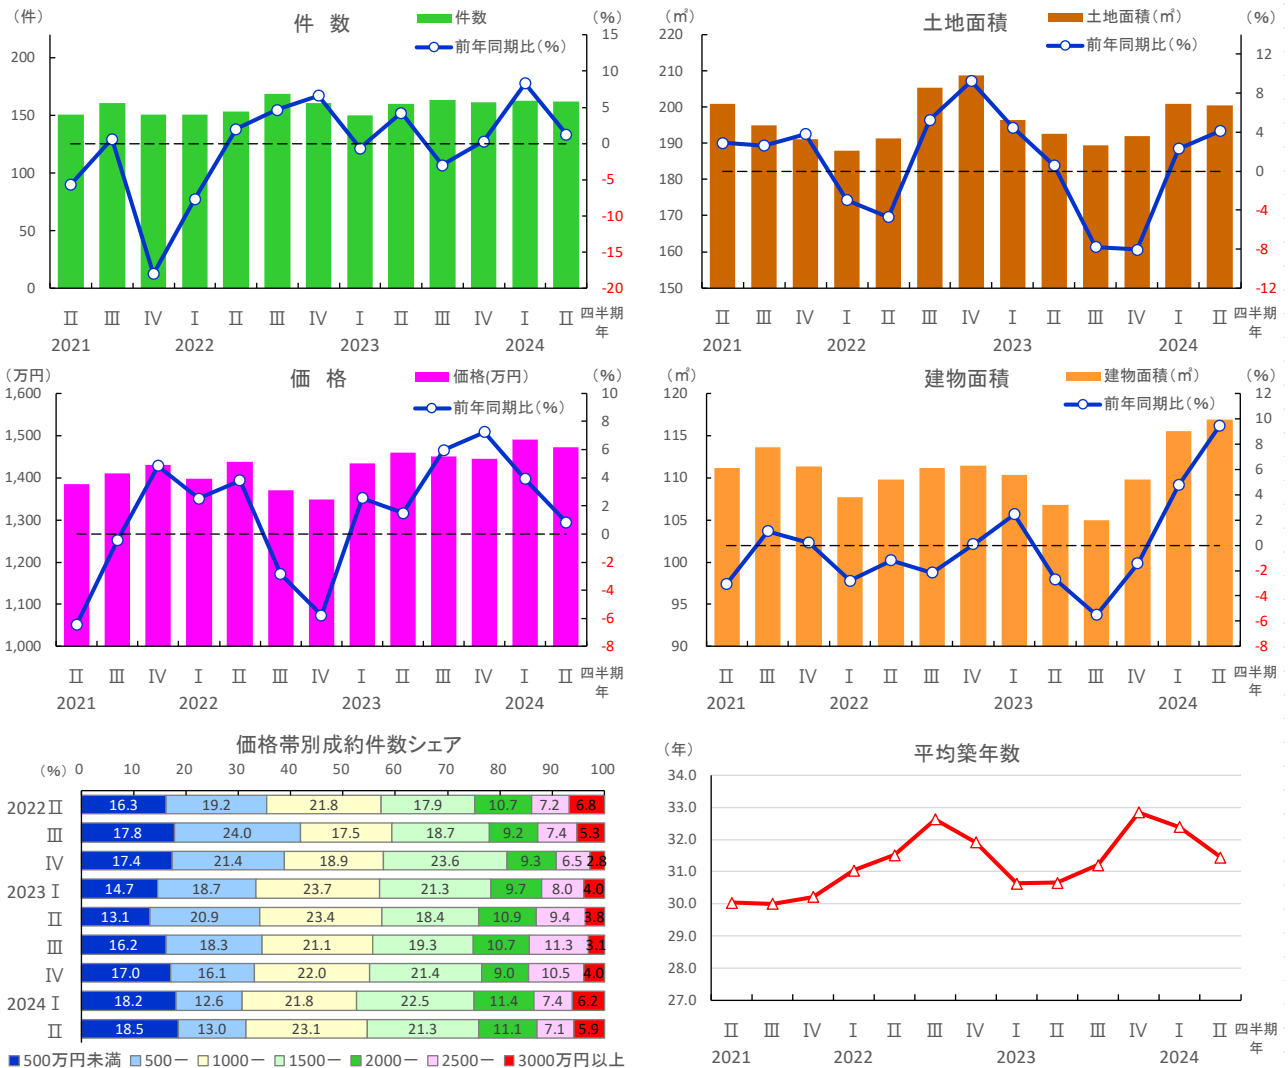 件　数
（件）
（%）
件数
前年同期比（%）
200
150
100
50
0
15
10
5
0
-5
-10
-15
-20
Ⅱ Ⅲ Ⅳ Ⅰ Ⅱ Ⅲ Ⅳ Ⅰ Ⅱ Ⅲ Ⅳ Ⅰ Ⅱ 四半期
2021 2022 2023 2024 年
土地面積
（㎡）
（%）
土地面積（㎡）
前年同期比（%）
220
210
200
190
180
170
160
150
12
8
4
0
-4
-8
-12
Ⅱ Ⅲ Ⅳ Ⅰ Ⅱ Ⅲ Ⅳ Ⅰ Ⅱ Ⅲ Ⅳ Ⅰ Ⅱ 四半期
2021 2022 2023 2024 年
価　格
（万円）
（%）
価格(万円）
前年同期比（%）
1,600
1,500
1,400
1,300
1,200
1,100
1,000
10
8
6
4
2
0
-2
-4
-6
-8
Ⅱ Ⅲ Ⅳ Ⅰ Ⅱ Ⅲ Ⅳ Ⅰ Ⅱ Ⅲ Ⅳ Ⅰ Ⅱ 四半期
2021 2022 2023 2024 年
建物面積
（㎡）
（%）
建物面積（㎡）
前年同期比（%）
120
115
110
105
100
95
90
12
10
8
6
4
2
0
-2
-4
-6
-8
Ⅱ Ⅲ Ⅳ Ⅰ Ⅱ Ⅲ Ⅳ Ⅰ Ⅱ Ⅲ Ⅳ Ⅰ Ⅱ 四半期
2021 2022 2023 2024 年
価格帯別成約件数シェア
（%） 0 10 20 30 40 50 60 70 80 90 100
2022Ⅱ 16.3 19.2 21.8 17.9 10.7 7.2 6.8
Ⅲ 17.8 24.0 17.5 18.7 9.2 7.4 5.3
Ⅳ 17.4 21.4 18.9 23.6 9.3 6.5 2.8
2023Ⅰ 14.7 18.7 23.7 21.3 9.7 8.0 4.0
Ⅱ 13.1 20.9 23.4 18.4 10.9 9.4 3.8
Ⅲ 16.2 18.3 21.1 19.3 10.7 11.3 3.1
Ⅳ 17.0 16.1 22.0 21.4 9.0 10.5 4.0
2024Ⅰ 18.2 12.6 21.8 22.5 11.4 7.4 6.2
Ⅱ 18.5 13.0 23.1 21.3 11.1 7.1 5.9
500万円未満 500ー 1000ー 1500ー 2000ー 2500ー 3000万円以上
平均築年数
（年）
34.0
33.0
32.0
31.0
30.0
29.0
28.0
27.0
Ⅱ Ⅲ Ⅳ Ⅰ Ⅱ Ⅲ Ⅳ Ⅰ Ⅱ Ⅲ Ⅳ Ⅰ Ⅱ 四半期
2021 2022 2023 2024 年